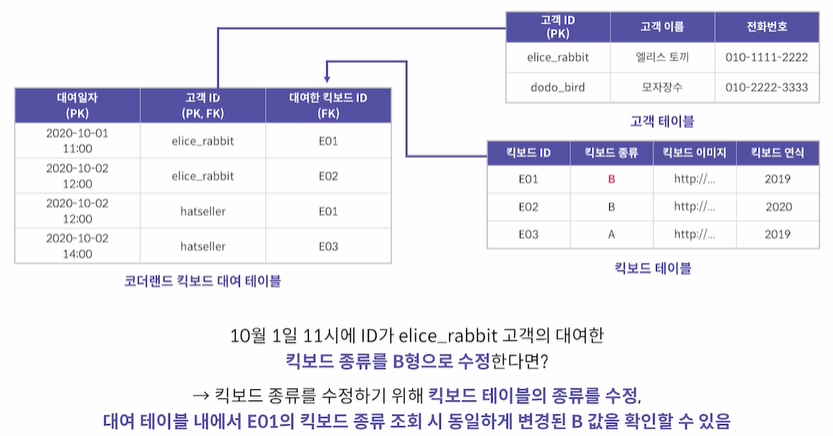 고객 ID
(PK)
고객 이름
전화번호
elice_rabbit
엘리스 토끼
010-1111-2222
dodo_bird
모자장수
010-2222-3333
고객 테이블
대여일자
(PK)
고객 ID
(PK, FK)
대여한 킥보드 ID
(FK)
2020-10-01
11:00
elice_rabbit
E01
2020-10-02
12:00
elice_rabbit
E02
2020-10-02
12:00
hatseller
E01
2020-10-02
14:00
hatseller
E03
코더랜드 킥보드 대여 테이블
킥보드 ID
킥보드 종류
킥보드 이미지
킥보드 연식
E01
B
http://...
2019
E02
B
http://...
2020
E03
A
http://...
2019
킥보드 테이블
10월 1일 11시에 ID가 elice_rabbit 고객의 대여한
킥보드 종류를 B형으로 수정한다면?
→ 킥보드 종류를 수정하기 위해 킥보드 테이블의 종류를 수정,
대여 테이블 내에서 E01의 킥보드 종류 조회 시 동일하게 변경된 B 값을 확인할 수 있음